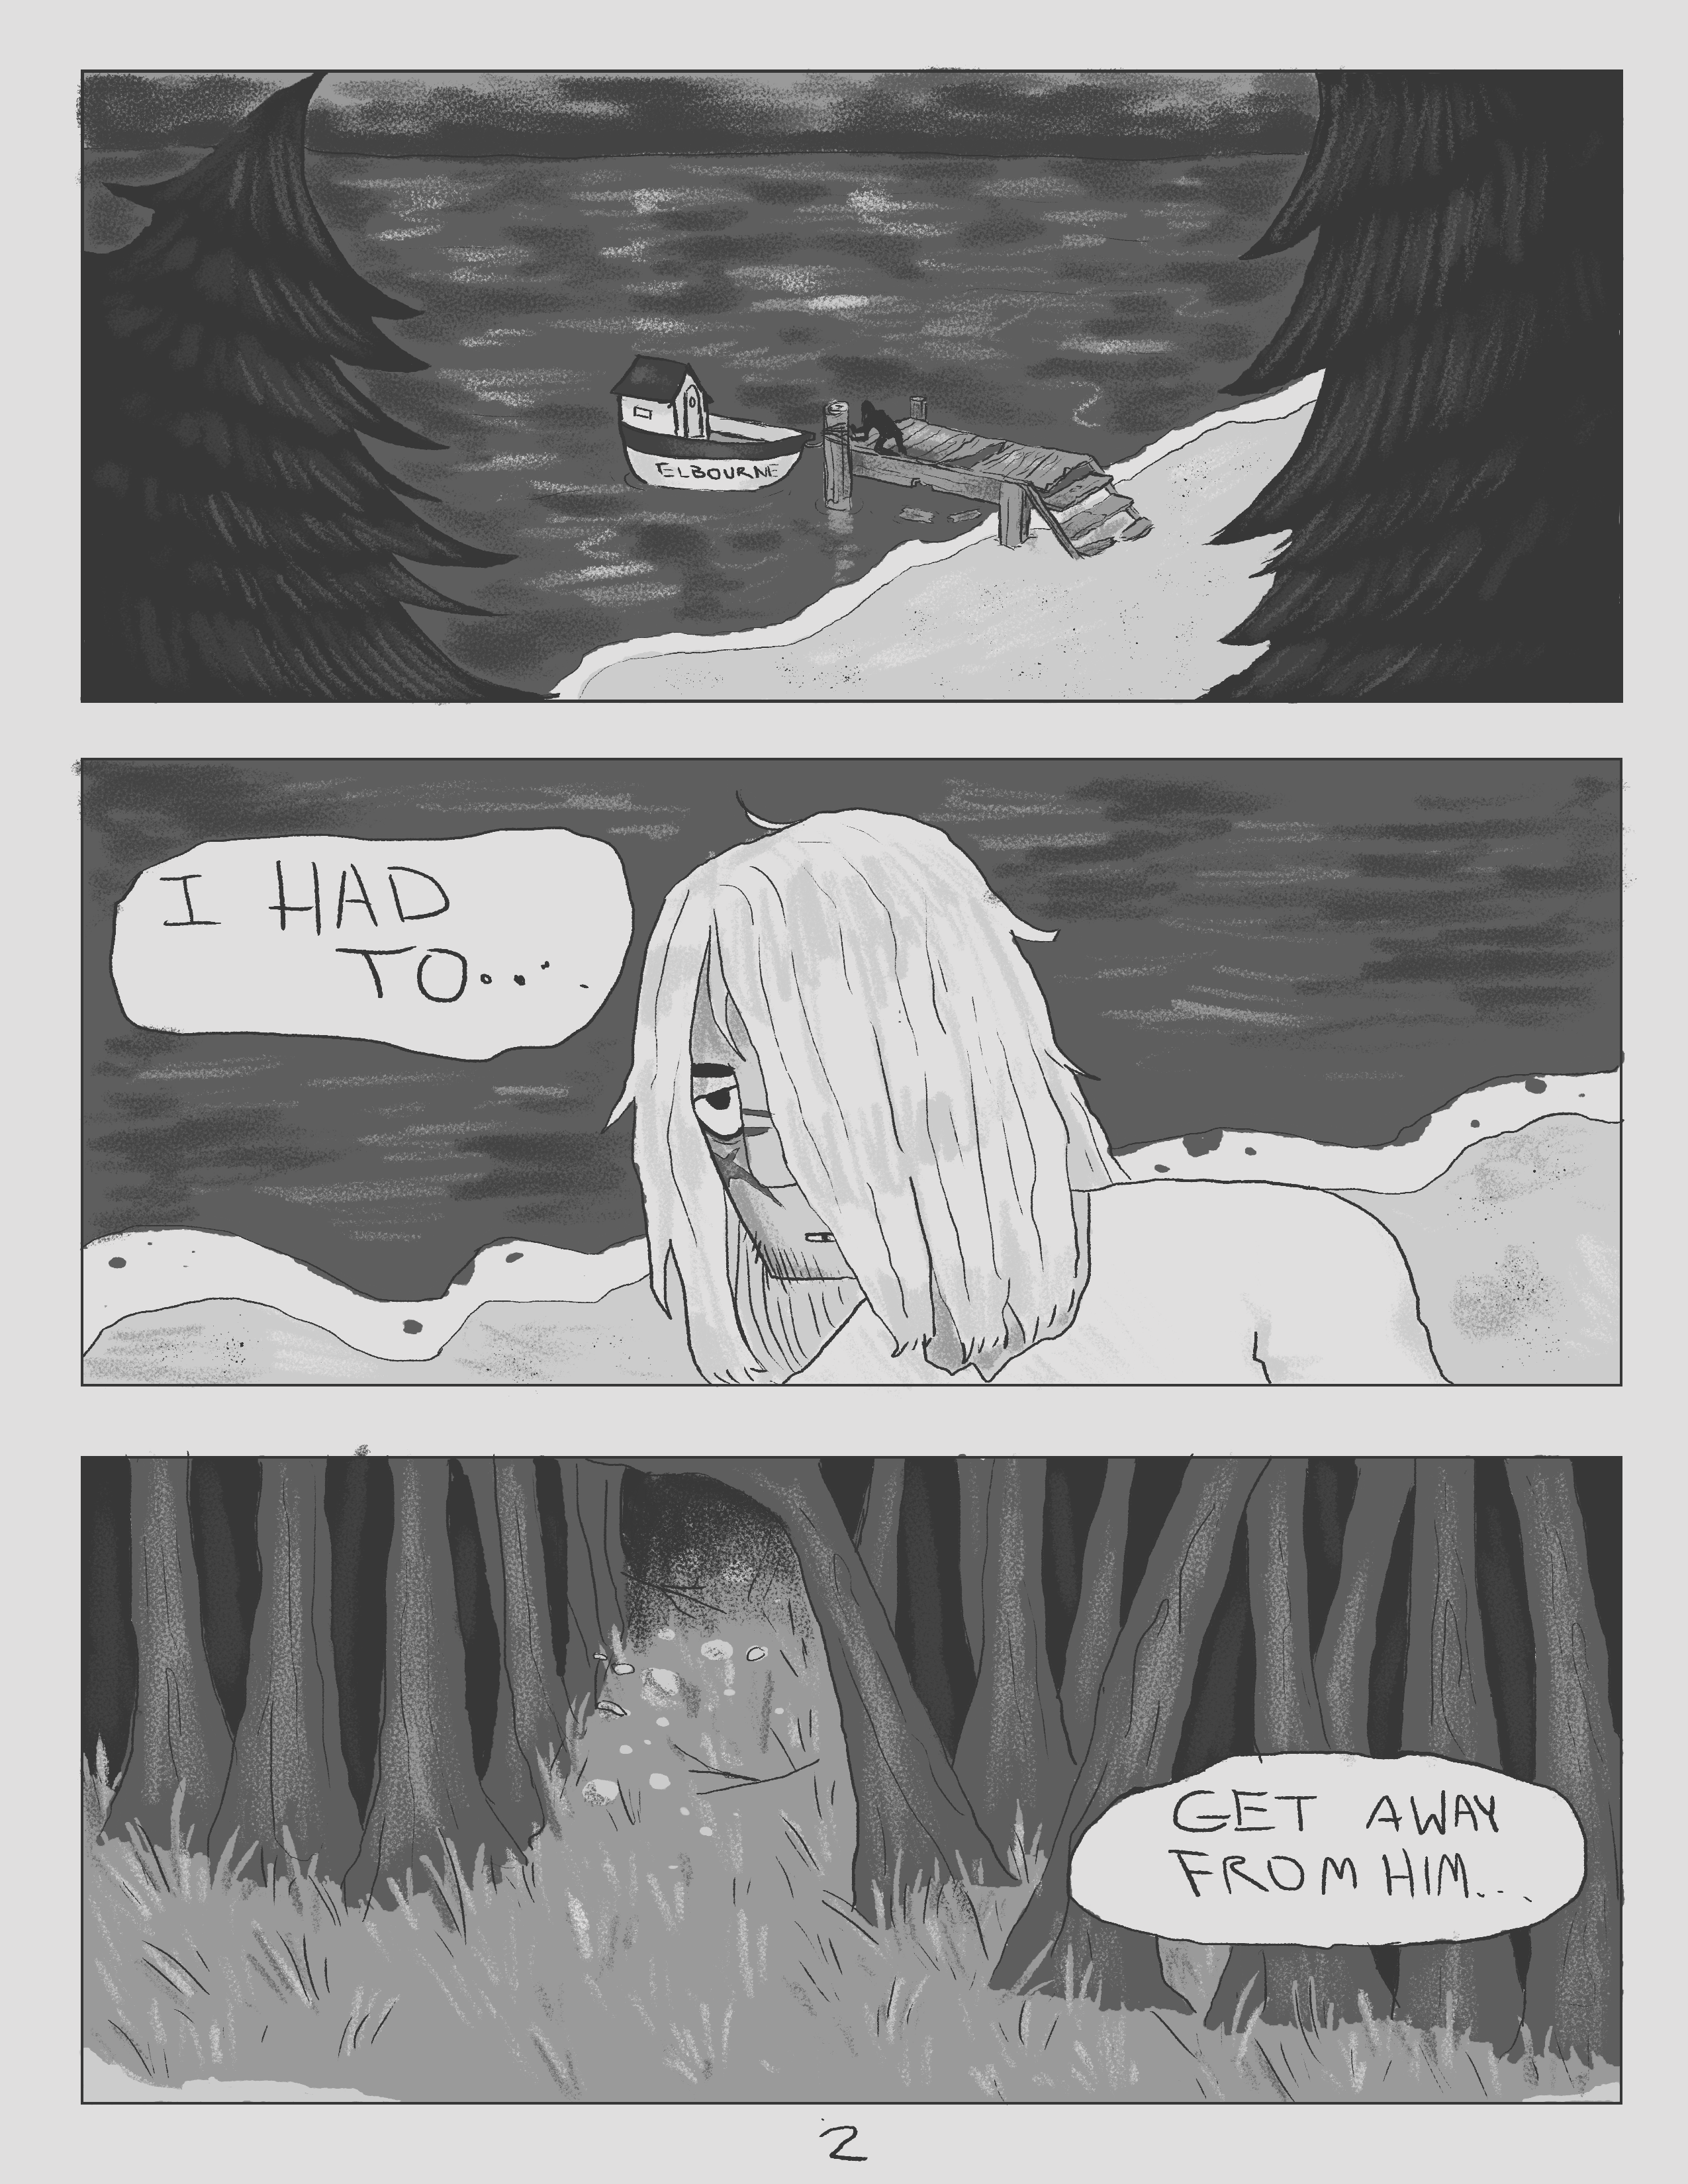 ELBOURNE
I HAD
TO...
GET AWAY
FROM HIM...
2